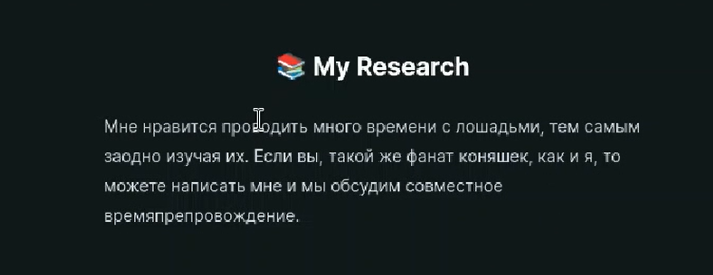 📚 My Research
Мне нравится проводить много времени с лошадьми, тем самым
заодно изучая их. Если вы, такой же фанат коняшек, как и я, то
можете написать мне и мы обсудим совместное
времяпрепровождение.